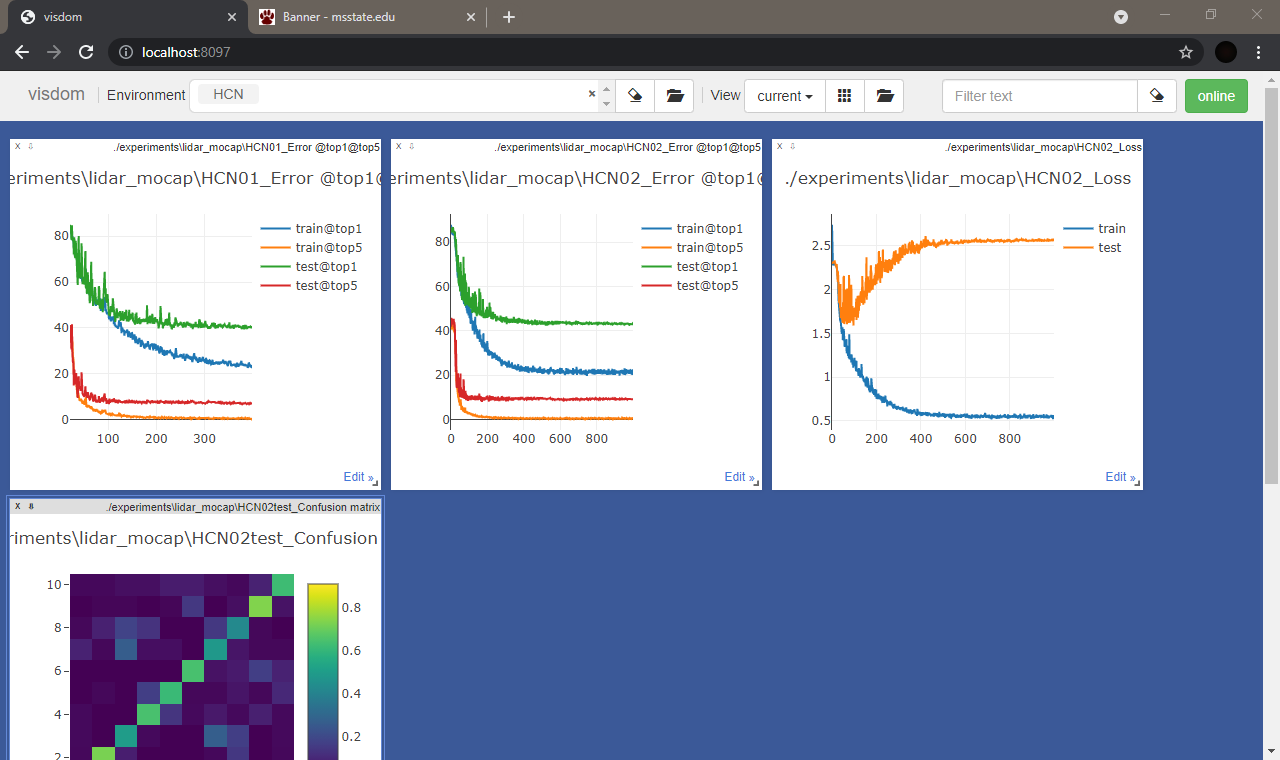 visdom
Banner - msstate.edu
localhost:8097
visdom Environment HCN × View current Filter text online
X ./experiments\lidar_mocap\HCN01_Error @top1@top5
eriments\lidar_mocap\HCN01_Error @top1@
train@top1
train@top5
test@top1
test@top5
80
60
40
20
0
100 200 300
Edit »
X ./experiments\lidar_mocap\HCN02_Error @top1@top5
eriments\lidar_mocap\HCN02_Error @top1@
train@top1
train@top5
test@top1
test@top5
80
60
40
20
0
0 200 400 600 800
Edit »
X ./experiments\lidar_mocap\HCN02_Loss
./experiments\lidar_mocap\HCN02_Loss
train
test
2.5
2
1.5
1
0.5
0 200 400 600 800
Edit »
X ./experiments\lidar_mocap\HCN02test_Confusion matrix
riments\lidar_mocap\HCN02test_Confusion
10
8
6
4
2
0.8
0.6
0.4
0.2